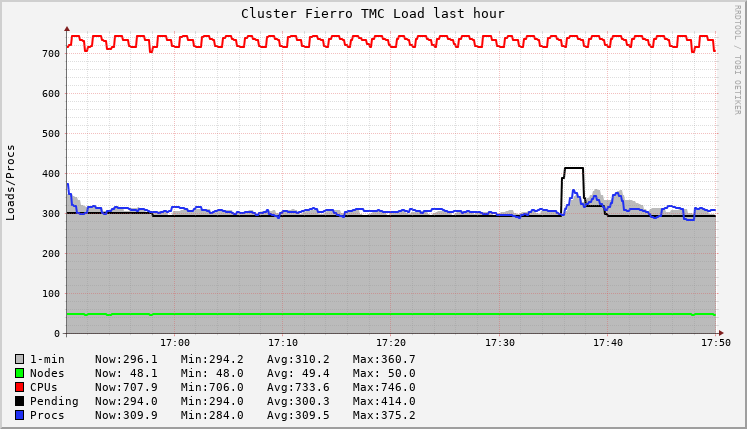 Cluster Fierro TMC Load last hour
RRDTOOL / TOBI OETIKER
Loads/Procs
700
600
500
400
300
200
100
0
17:00 17:10 17:20 17:30 17:40 17:50
1-min Now:296.1 Min:294.2 Avg:310.2 Max:360.7
Nodes Now: 48.1 Min: 48.0 Avg: 49.4 Max: 50.0
CPUs Now:707.9 Min:706.0 Avg:733.6 Max:746.0
Pending Now:294.0 Min:294.0 Avg:300.3 Max:414.0
Procs Now:309.9 Min:284.0 Avg:309.5 Max:375.2